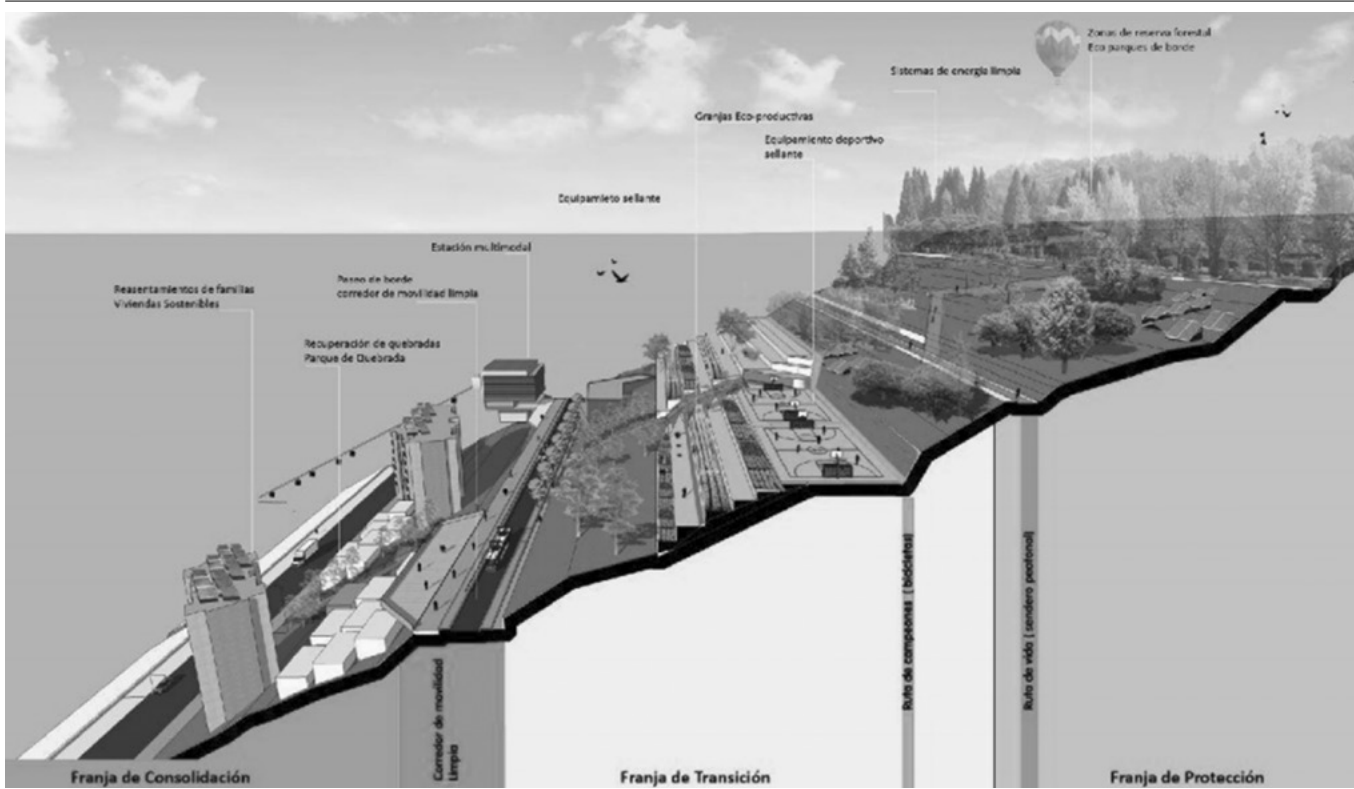 Zonas de reserva forestal
Eco parques de borde
Sistemas de energía limpia
Granjas Eco-productivas
Equipamiento deportivo
sellante
Equipamieto sellante
Estación multimodal
Paseo de borde
corredor de movilidad limpia
Reasentamientos de familias
Viviendas Sostenibles
Recuperación de quebradas
Parque de Quebrada
Corredor de movilidad
Limpia
Ruta de campeones ( bicicletas)
Ruta de vida ( sendero peatonal)
Franja de Consolidación
Franja de Transición
Franja de Protección